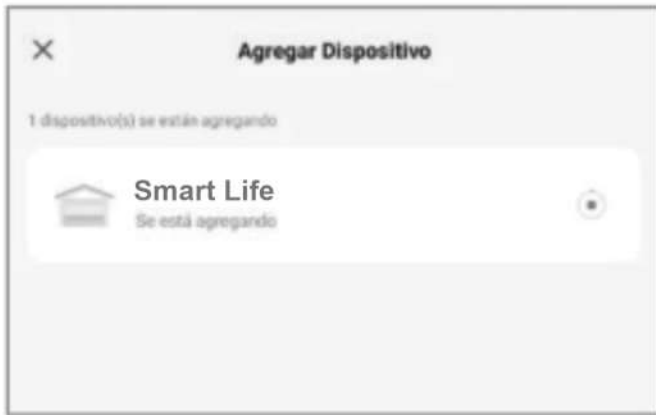 Agregar Dispositivo
1 dispositivo(s) se están agregando
Smart Life
Se está agregando